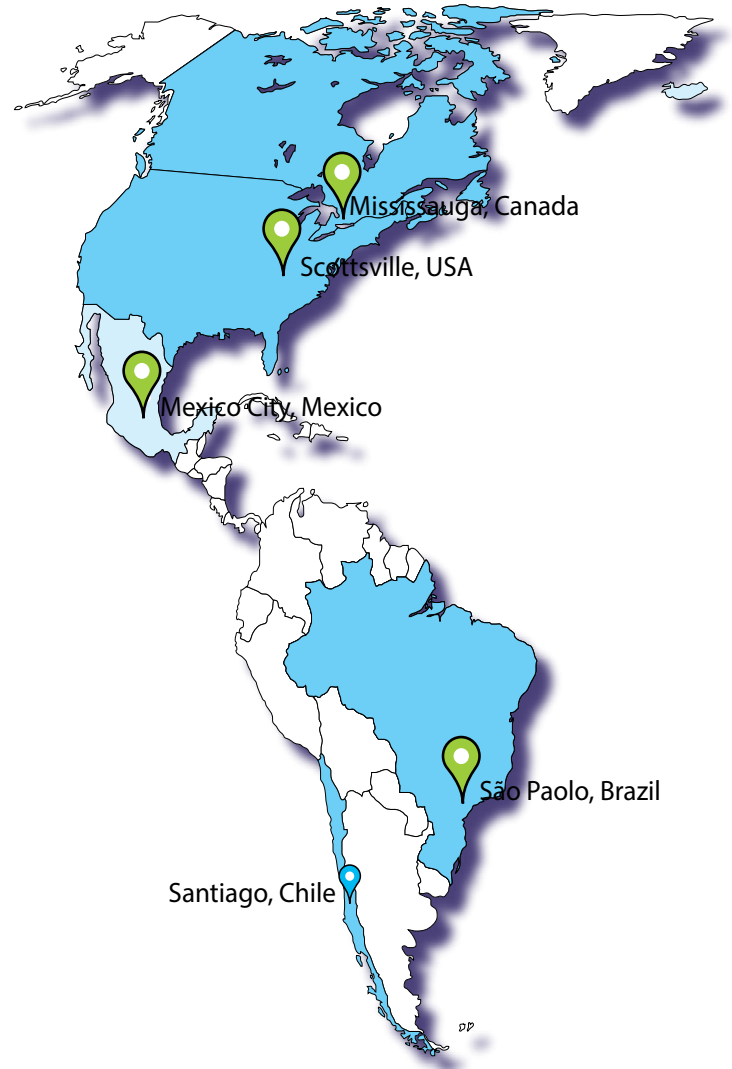 Mississauga, Canada
Scottsville, USA
Mexico City, Mexico
São Paolo, Brazil
Santiago, Chile